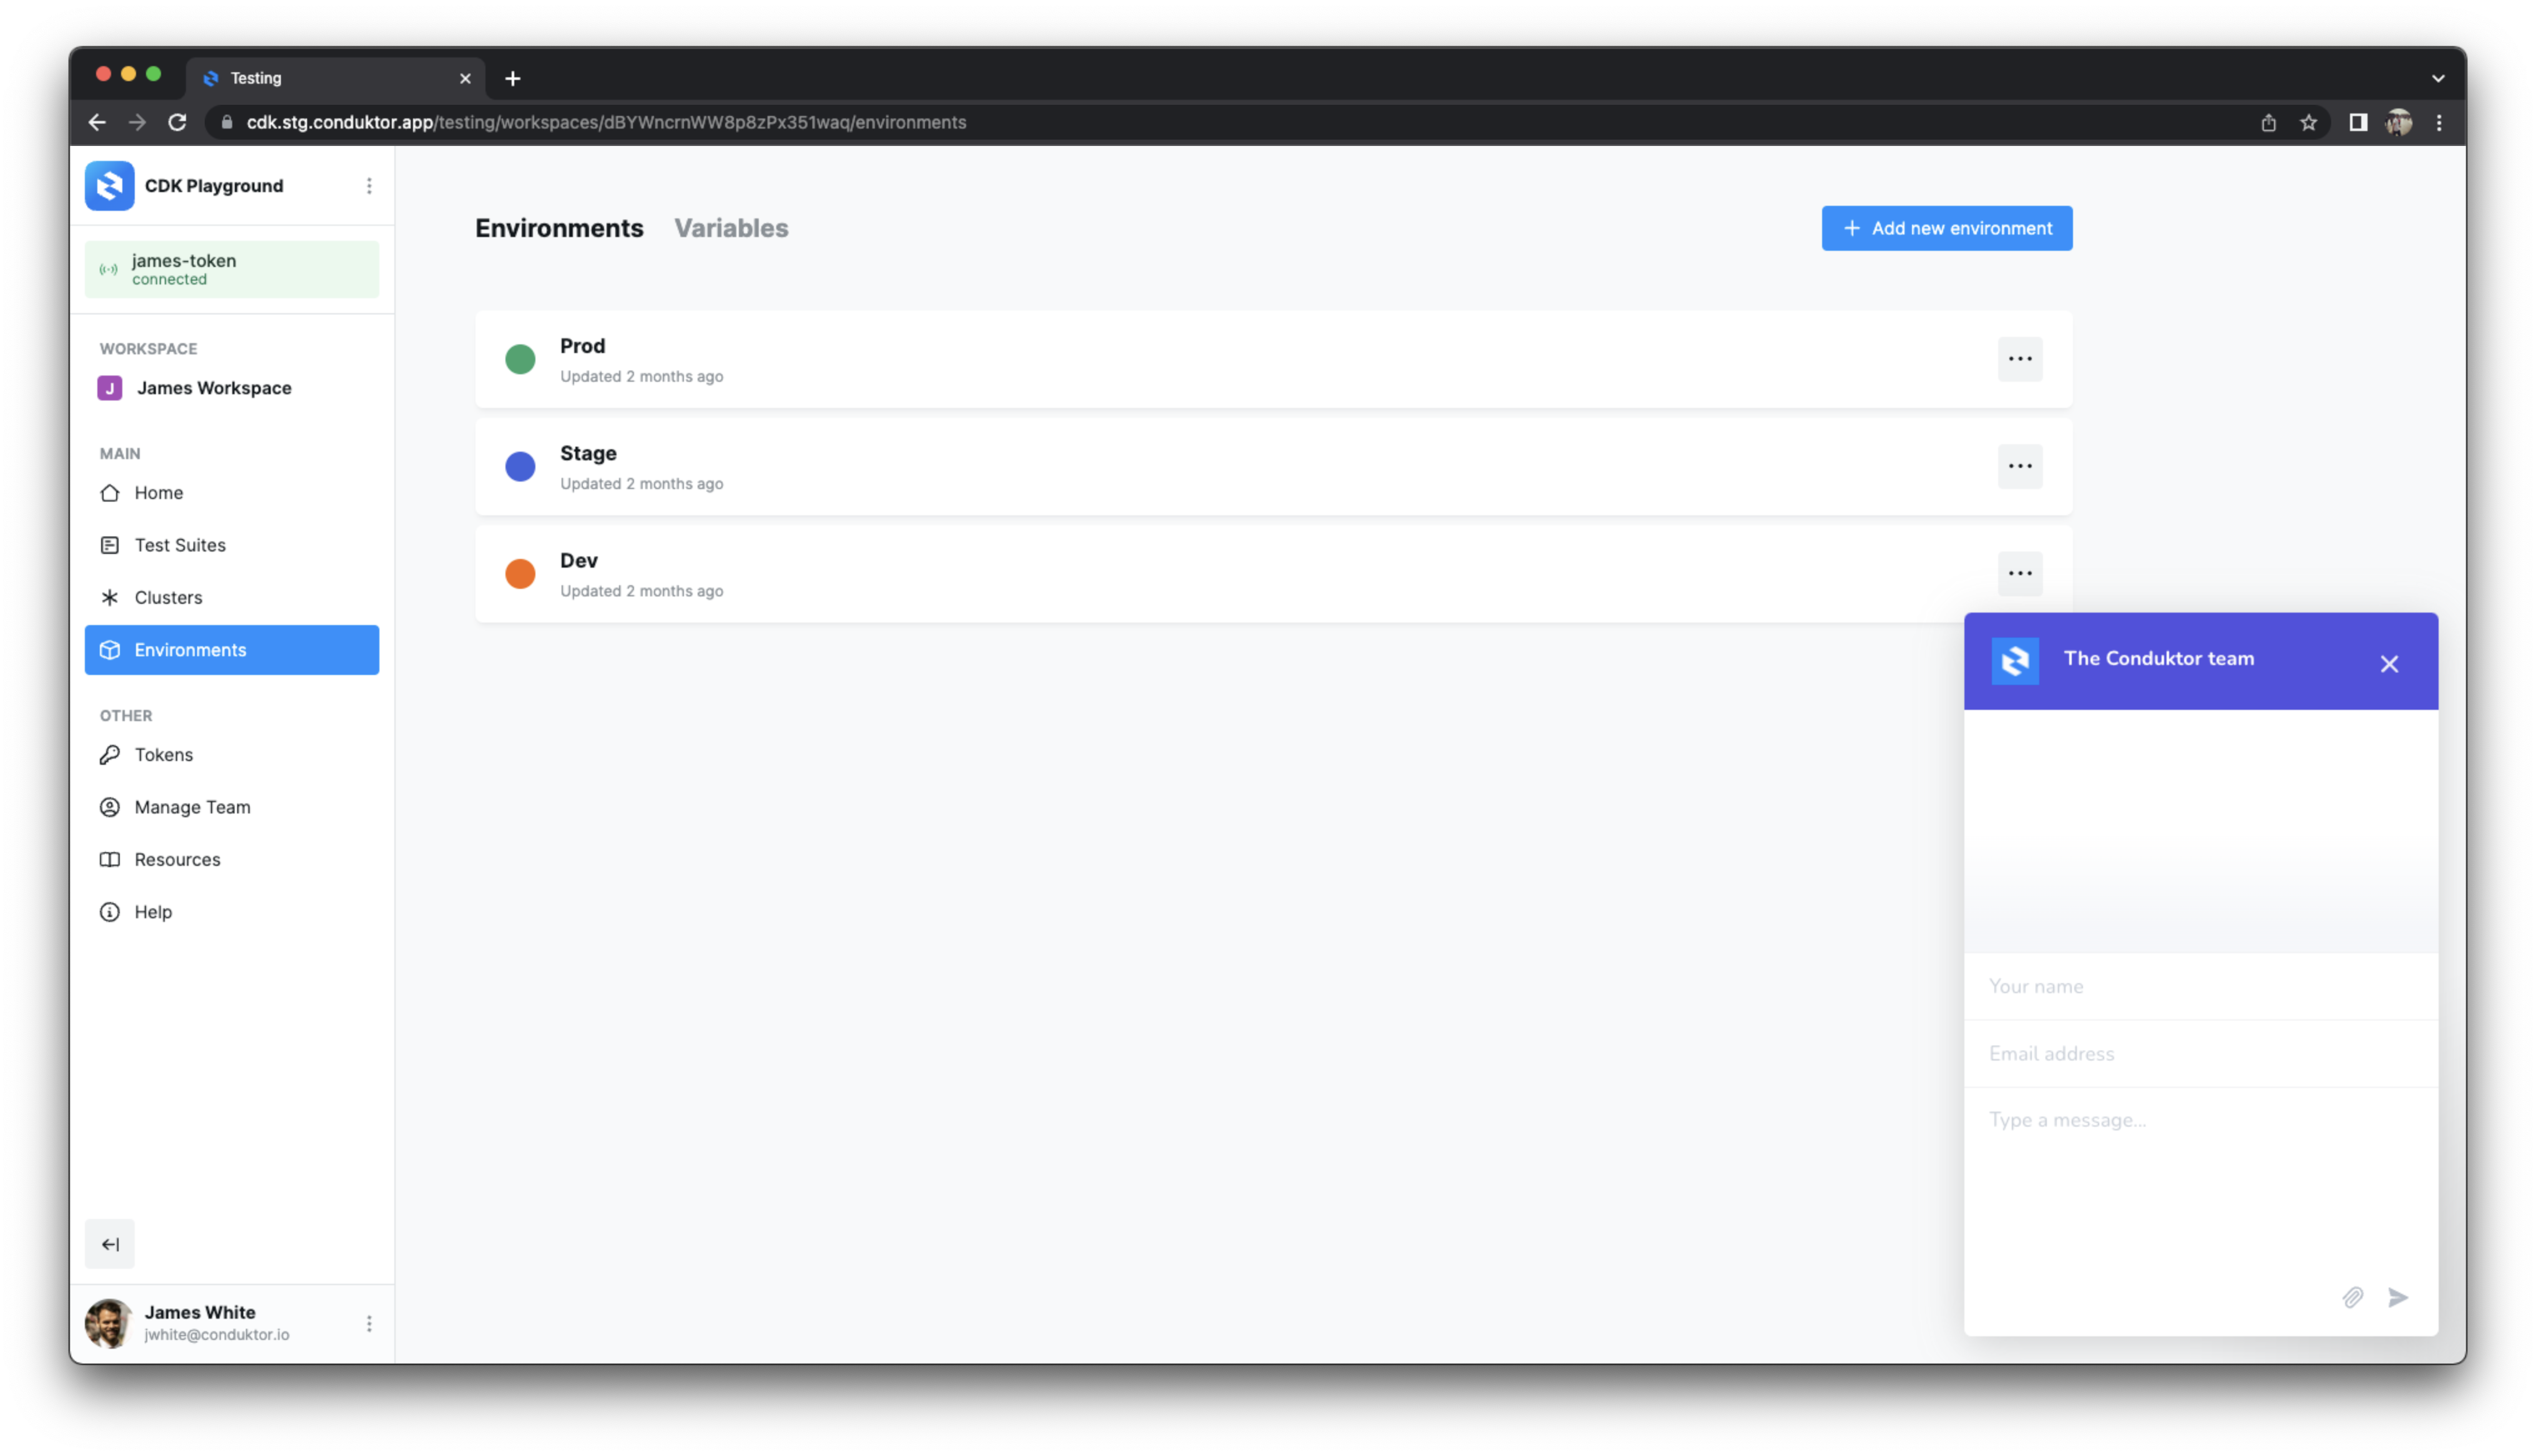 Testing
cdk.stg.conduktor.app/testing/workspaces/dBYWncrnWW8p8zPx351waq/environments
CDK Playground
james-token
connected
WORKSPACE
J James Workspace
MAIN
Home
Test Suites
Clusters
Environments
OTHER
Tokens
Manage Team
Resources
Help
James White
jwhite@conduktor.io
Environments Variables
+ Add new environment
Prod
Updated 2 months ago
Stage
Updated 2 months ago
Dev
Updated 2 months ago
The Conduktor team
Your name
Email address
Type a message...